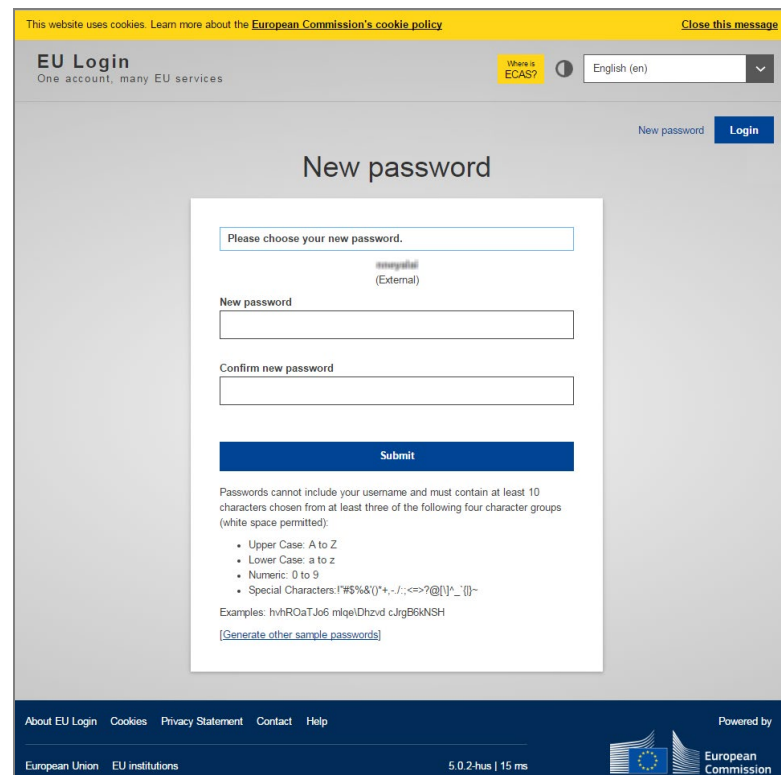 This website uses cookies. Learn more about the European Commission's cookie policy
Close this message
EU Login
One account, many EU services
Where is
ECAS?
English (en)
New password
Login
New password
Please choose your new password.
(External)
New password
Confirm new password
Submit
Passwords cannot include your username and must contain at least 10
characters chosen from at least three of the following four character groups
(white space permitted):
• Upper Case: A to Z
• Lower Case: a to z
• Numeric: 0 to 9
• Special Characters:!"#$%&'()*+,-./:;<=>?@[\]^_`{|}~
Examples: hvhROaTJo6 mlqe\Dhzvd cJrgB6kNSH
[Generate other sample passwords]
About EU Login Cookies Privacy Statement Contact Help
Powered by
European Union EU institutions
5.0.2-hus | 15 ms
European
Commission